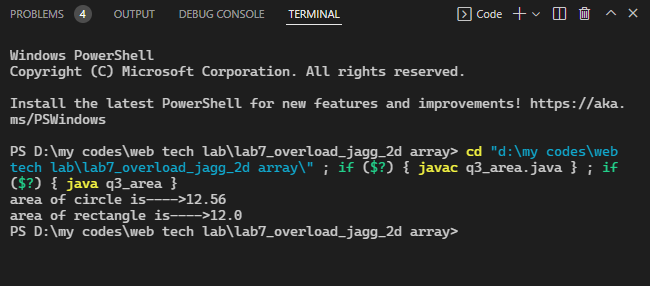 PROBLEMS 4 OUTPUT DEBUG CONSOLE TERMINAL Code
Windows PowerShell
Copyright (C) Microsoft Corporation. All rights reserved.
Install the latest PowerShell for new features and improvements! https://aka.
ms/PSWindows
PS D:\my codes\web tech lab\lab7_overload_jagg_2d array> cd "d:\my codes\web
tech lab\lab7_overload_jagg_2d array\" ; if ($?) { javac q3_area.java } ; if
($?) { java q3_area }
area of circle is---->12.56
area of rectangle is---->12.0
PS D:\my codes\web tech lab\lab7_overload_jagg_2d array>